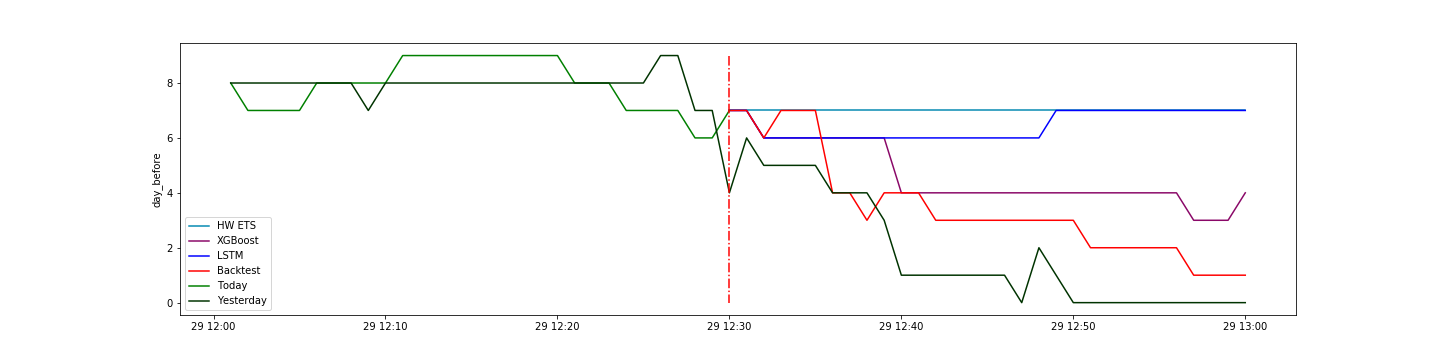 day_before
8
6
4
2
0
HW ETS
XGBoost
LSTM
Backtest
Today
Yesterday
29 12:00
29 12:10
29 12:20
29 12:30
29 12:40
29 12:50
29 13:00